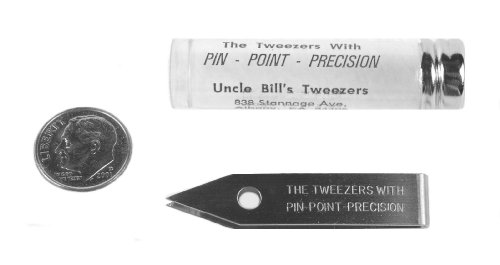 The Tweezers With
PIN - POINT - PRECISION
Uncle Bill's Tweezers
838 Stannage Ave.
LIBERTY
THE TWEEZERS WITH
PIN-POINT-PRECISION